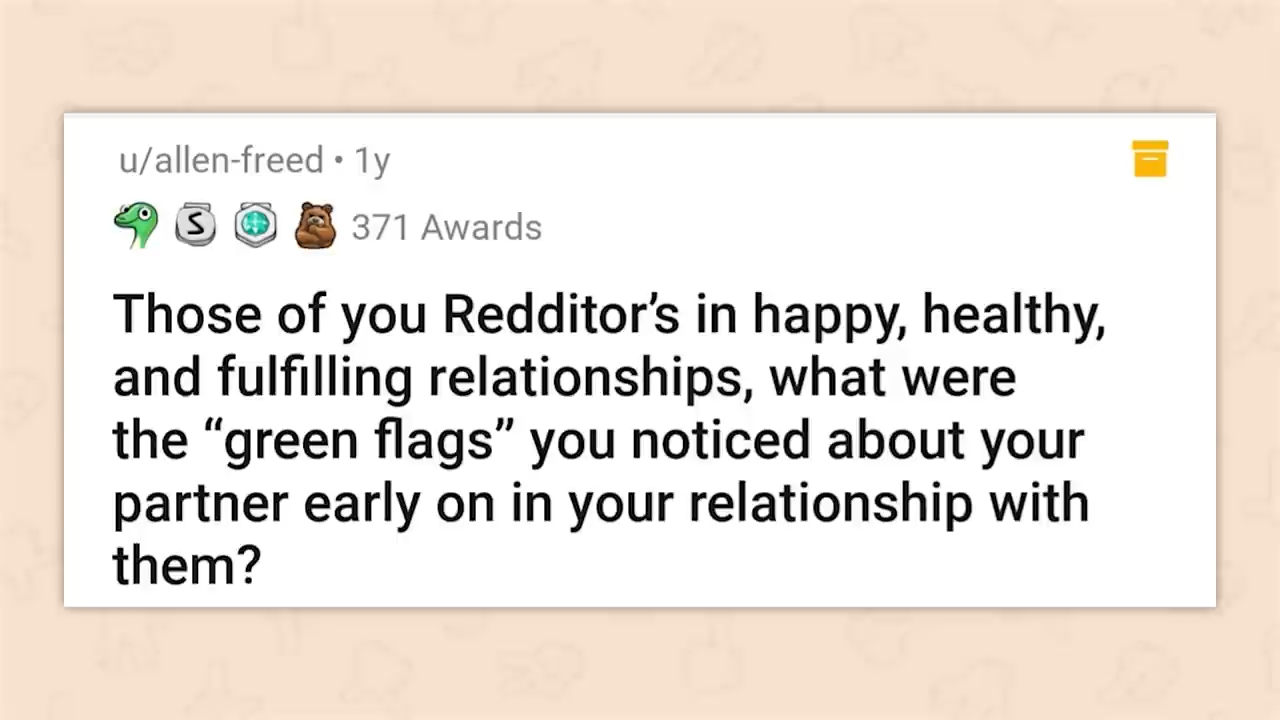 u/allen-freed • 1y
S 371 Awards
Those of you Redditor’s in happy, healthy,
and fulfilling relationships, what were
the “green flags” you noticed about your
partner early on in your relationship with
them?